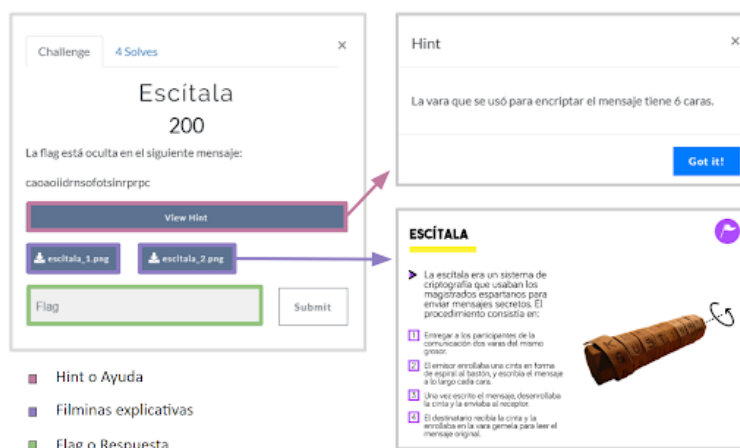 Challenge
4 Solves
×
Escítala
200
La flag está oculta en el siguiente mensaje:
caoaoiidrnsofotsinrprpc
View Hint
escitala_1.png
escitala_2.png
Flag
Submit
Hint
×
La vara que se usó para encriptar el mensaje tiene 6 caras.
Got it!
ESCÍTALA
La escítala era un sistema de
criptografía que usaban los
magistrados espartanos para
enviar mensajes secretos. El
procedimiento consistía en:
1 Entregar a los participantes de la
comunicación dos varas del mismo
grosor.
2 El emisor enrollaba una cinta en forma
de espiral al bastón, y escribía el mensaje
a lo largo cada cara.
3 Una vez escrito el mensaje, desenrollaba
la cinta y la enviaba al receptor.
4 El destinatario recibía la cinta y la
enrollaba en la vara gemela para leer el
mensaje original.
Hint o Ayuda
Filminas explicativas
Flag o Respuesta